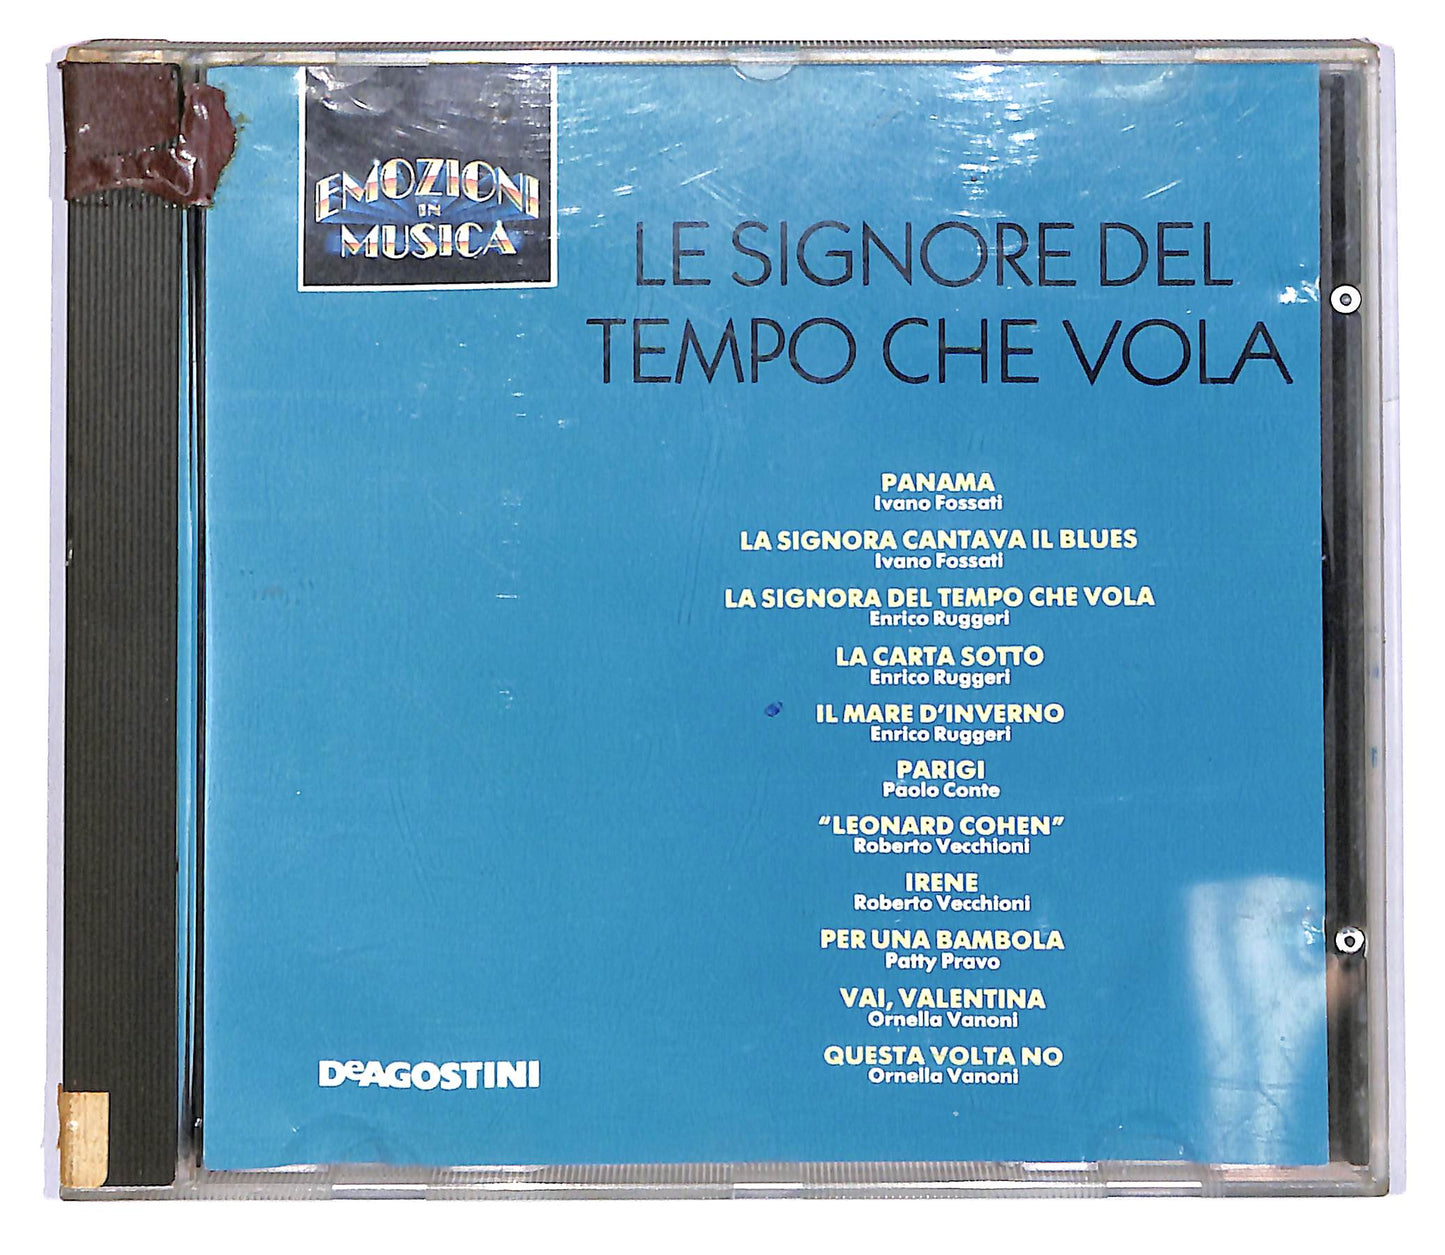 EMOZIONI
IN
MUSICA
LE SIGNORE DEL
TEMPO CHE VOLA
PANAMA
Ivano Fossati
LA SIGNORA CANTAVA IL BLUES
Ivano Fossati
LA SIGNORA DEL TEMPO CHE VOLA
Enrico Ruggeri
LA CARTA SOTTO
Enrico Ruggeri
IL MARE D'INVERNO
Enrico Ruggeri
PARIGI
Paolo Conte
"LEONARD COHEN"
Roberto Vecchioni
IRENE
Roberto Vecchioni
PER UNA BAMBOLA
Patty Pravo
VAI, VALENTINA
Ornella Vanoni
QUESTA VOLTA NO
Ornella Vanoni
DeAGOSTINI